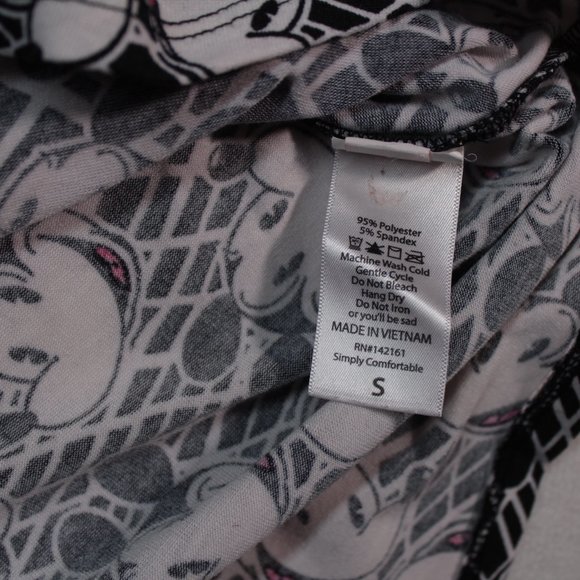 95% Polyester
5% Spandex
Machine Wash Cold
Gentle Cycle
Do Not Bleach
Hang Dry
Do Not Iron
or you'll be sad
MADE IN VIETNAM
RN#142161
Simply Comfortable
S